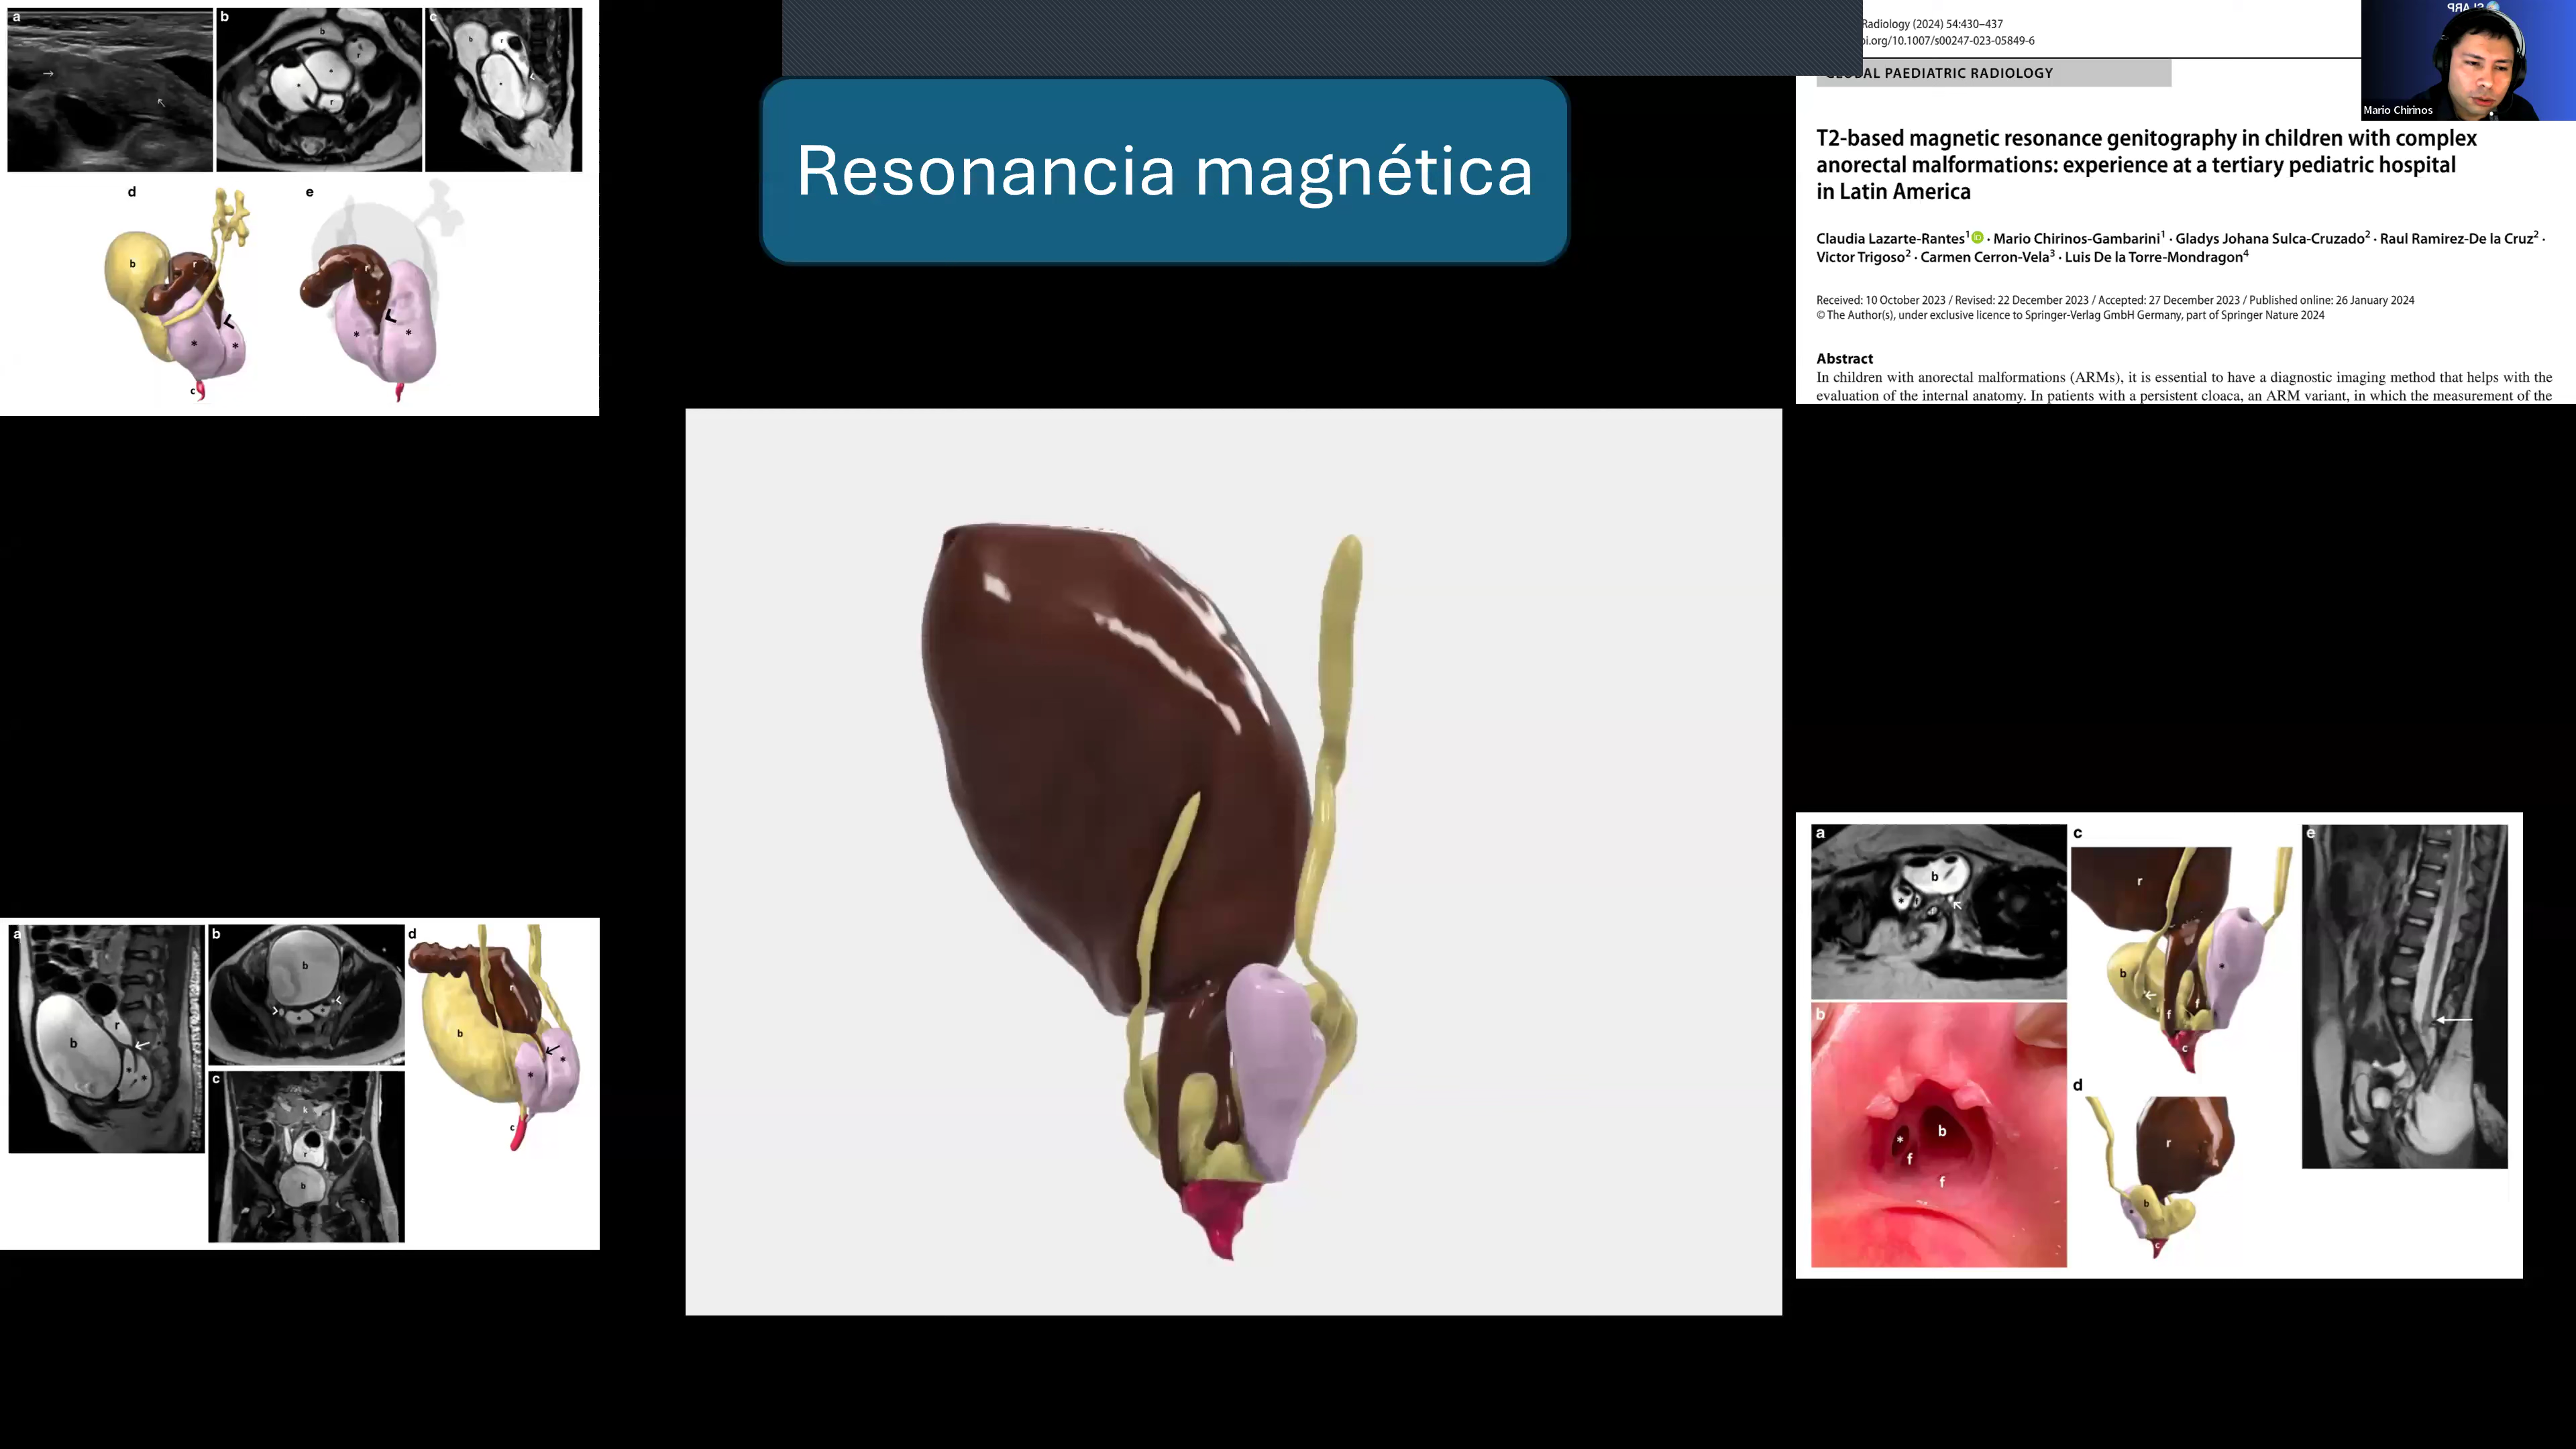 Resonancia magnética
Radiology (2024) 54:430–437
oi.org/10.1007/s00247-023-05849-6
PAEDIATRIC RADIOLOGY
T2-based magnetic resonance genitography in children with complex
anorectal malformations: experience at a tertiary pediatric hospital
in Latin America
Claudia Lazarte-Rantes1 · Mario Chirinos-Gambarini1 · Gladys Johana Sulca-Cruzado2 · Raul Ramirez-De la Cruz2 ·
Victor Trigoso2 · Carmen Cerron-Vela3 · Luis De la Torre-Mondragon4
Received: 10 October 2023 / Revised: 22 December 2023 / Accepted: 27 December 2023 / Published online: 26 January 2024
© The Author(s), under exclusive licence to Springer-Verlag GmbH Germany, part of Springer Nature 2024
Abstract
In children with anorectal malformations (ARMs), it is essential to have a diagnostic imaging method that helps with the
evaluation of the internal anatomy. In patients with a persistent cloaca, an ARM variant, in which the measurement of the
Mario Chirinos
a
b
c
d
e
b
r
b
r
c
r
a
b
c
d
b
r
b
k
r
b
b
r
c
a
b
c
d
e
b
b
f
f
r
b
f
f
c
r
b
c